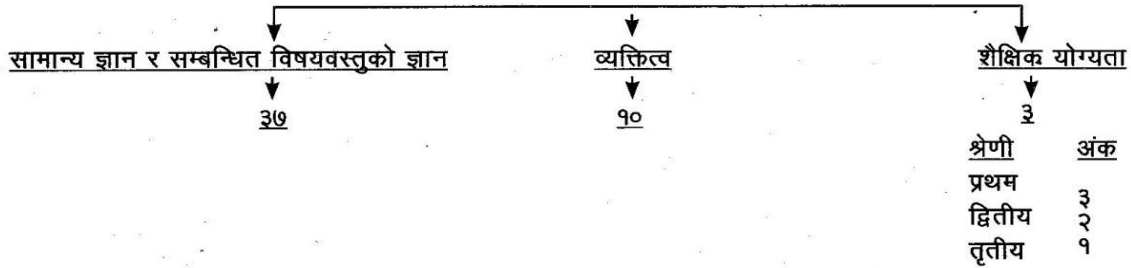 सामान्य ज्ञान र सम्बन्धित विषयवस्तुको ज्ञान व्यक्तित्व शैक्षिक योग्यता
३७ १० ३
श्रेणी अंक
प्रथम ३
द्वितीय २
तृतीय १